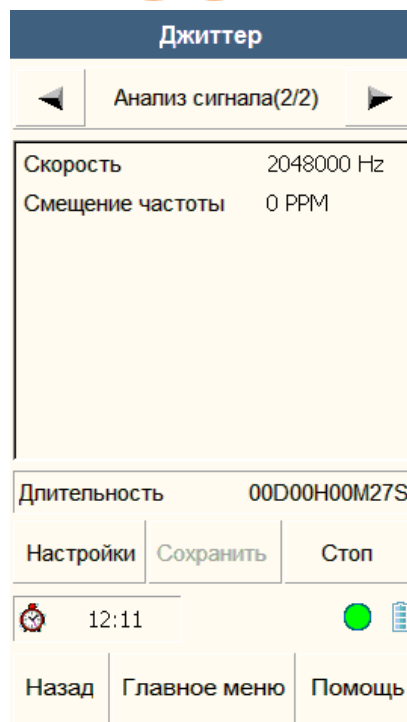 Джиттер
Анализ сигнала(2/2)
Скорость 2048000 Hz
Смещение частоты 0 PPM
Длительность 00D00H00M27S
Настройки Сохранить Стоп
12:11
Назад Главное меню Помощь